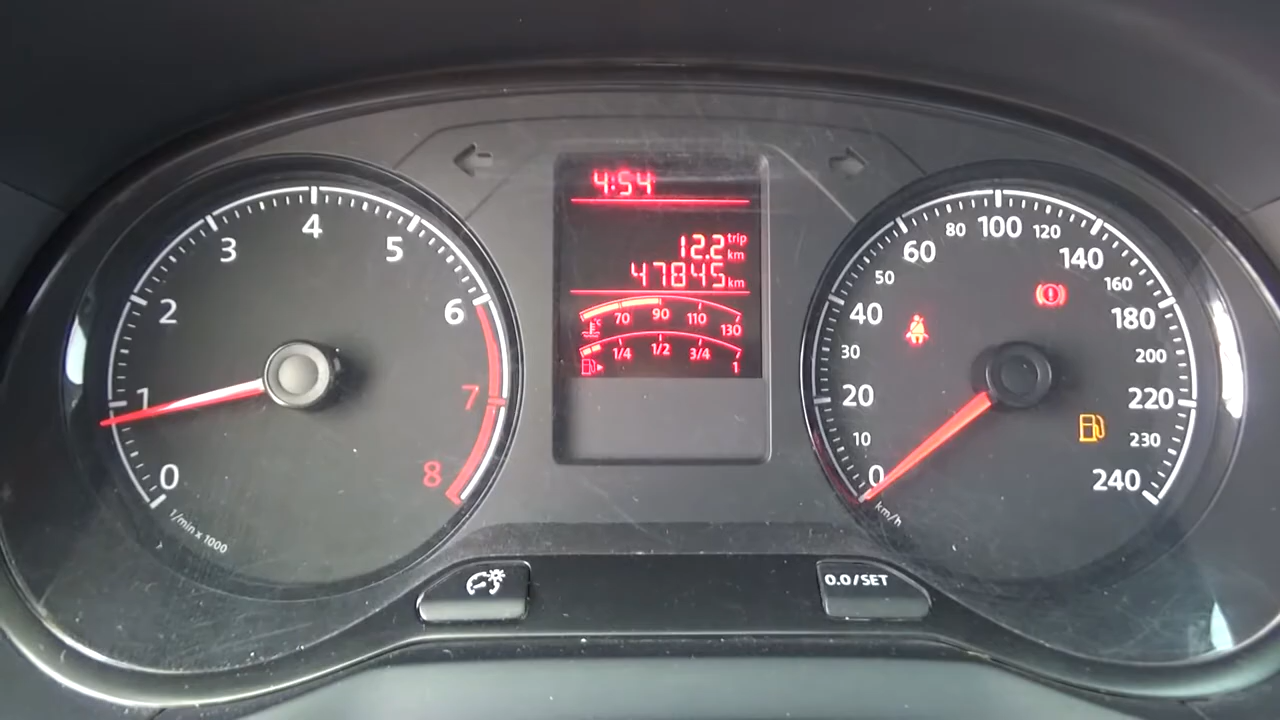 4:54
12.2 trip km
47845 km
°C 70 90 110 130
1/4 1/2 3/4 1
0 1 2 3 4 5 6 7 8
1/min x 1000
0 10 20 30 40 50 60 80 100 120 140 160 180 200 220 230 240
km/h
0.0/SET